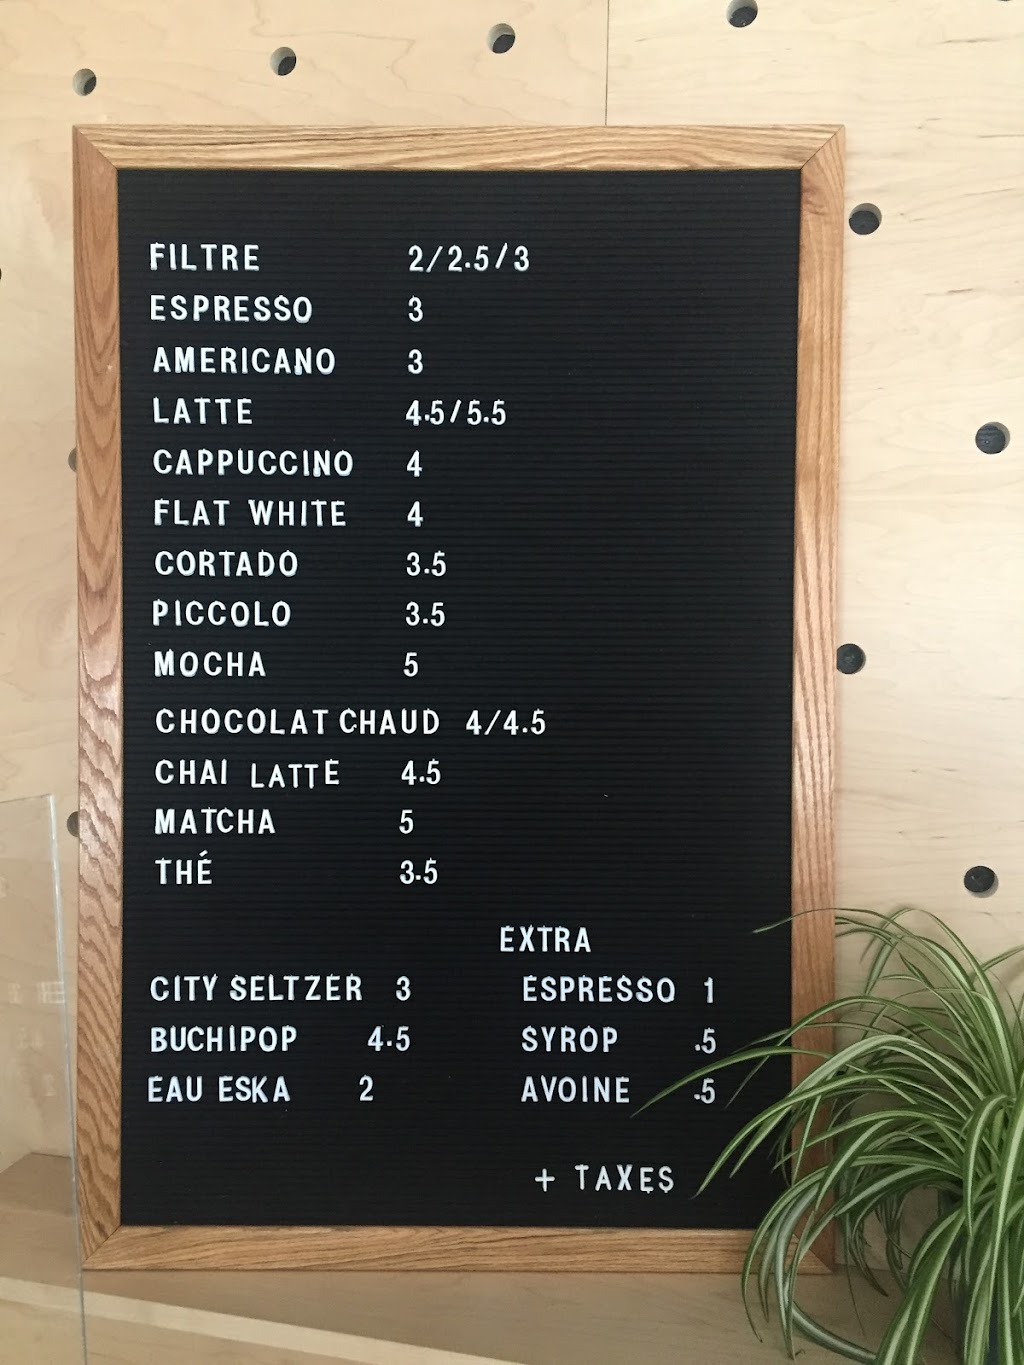 FILTRE 2/2.5/3
ESPRESSO 3
AMERICANO 3
LATTE 4.5/5.5
CAPPUCCINO 4
FLAT WHITE 4
CORTADO 3.5
PICCOLO 3.5
MOCHA 5
CHOCOLAT CHAUD 4/4.5
CHAI LATTE 4.5
MATCHA 5
THÉ 3.5
CITY SELTZER 3
BUCHIPOP 4.5
EAU ESKA 2
EXTRA
ESPRESSO 1
SYROP .5
AVOINE .5
+ TAXES